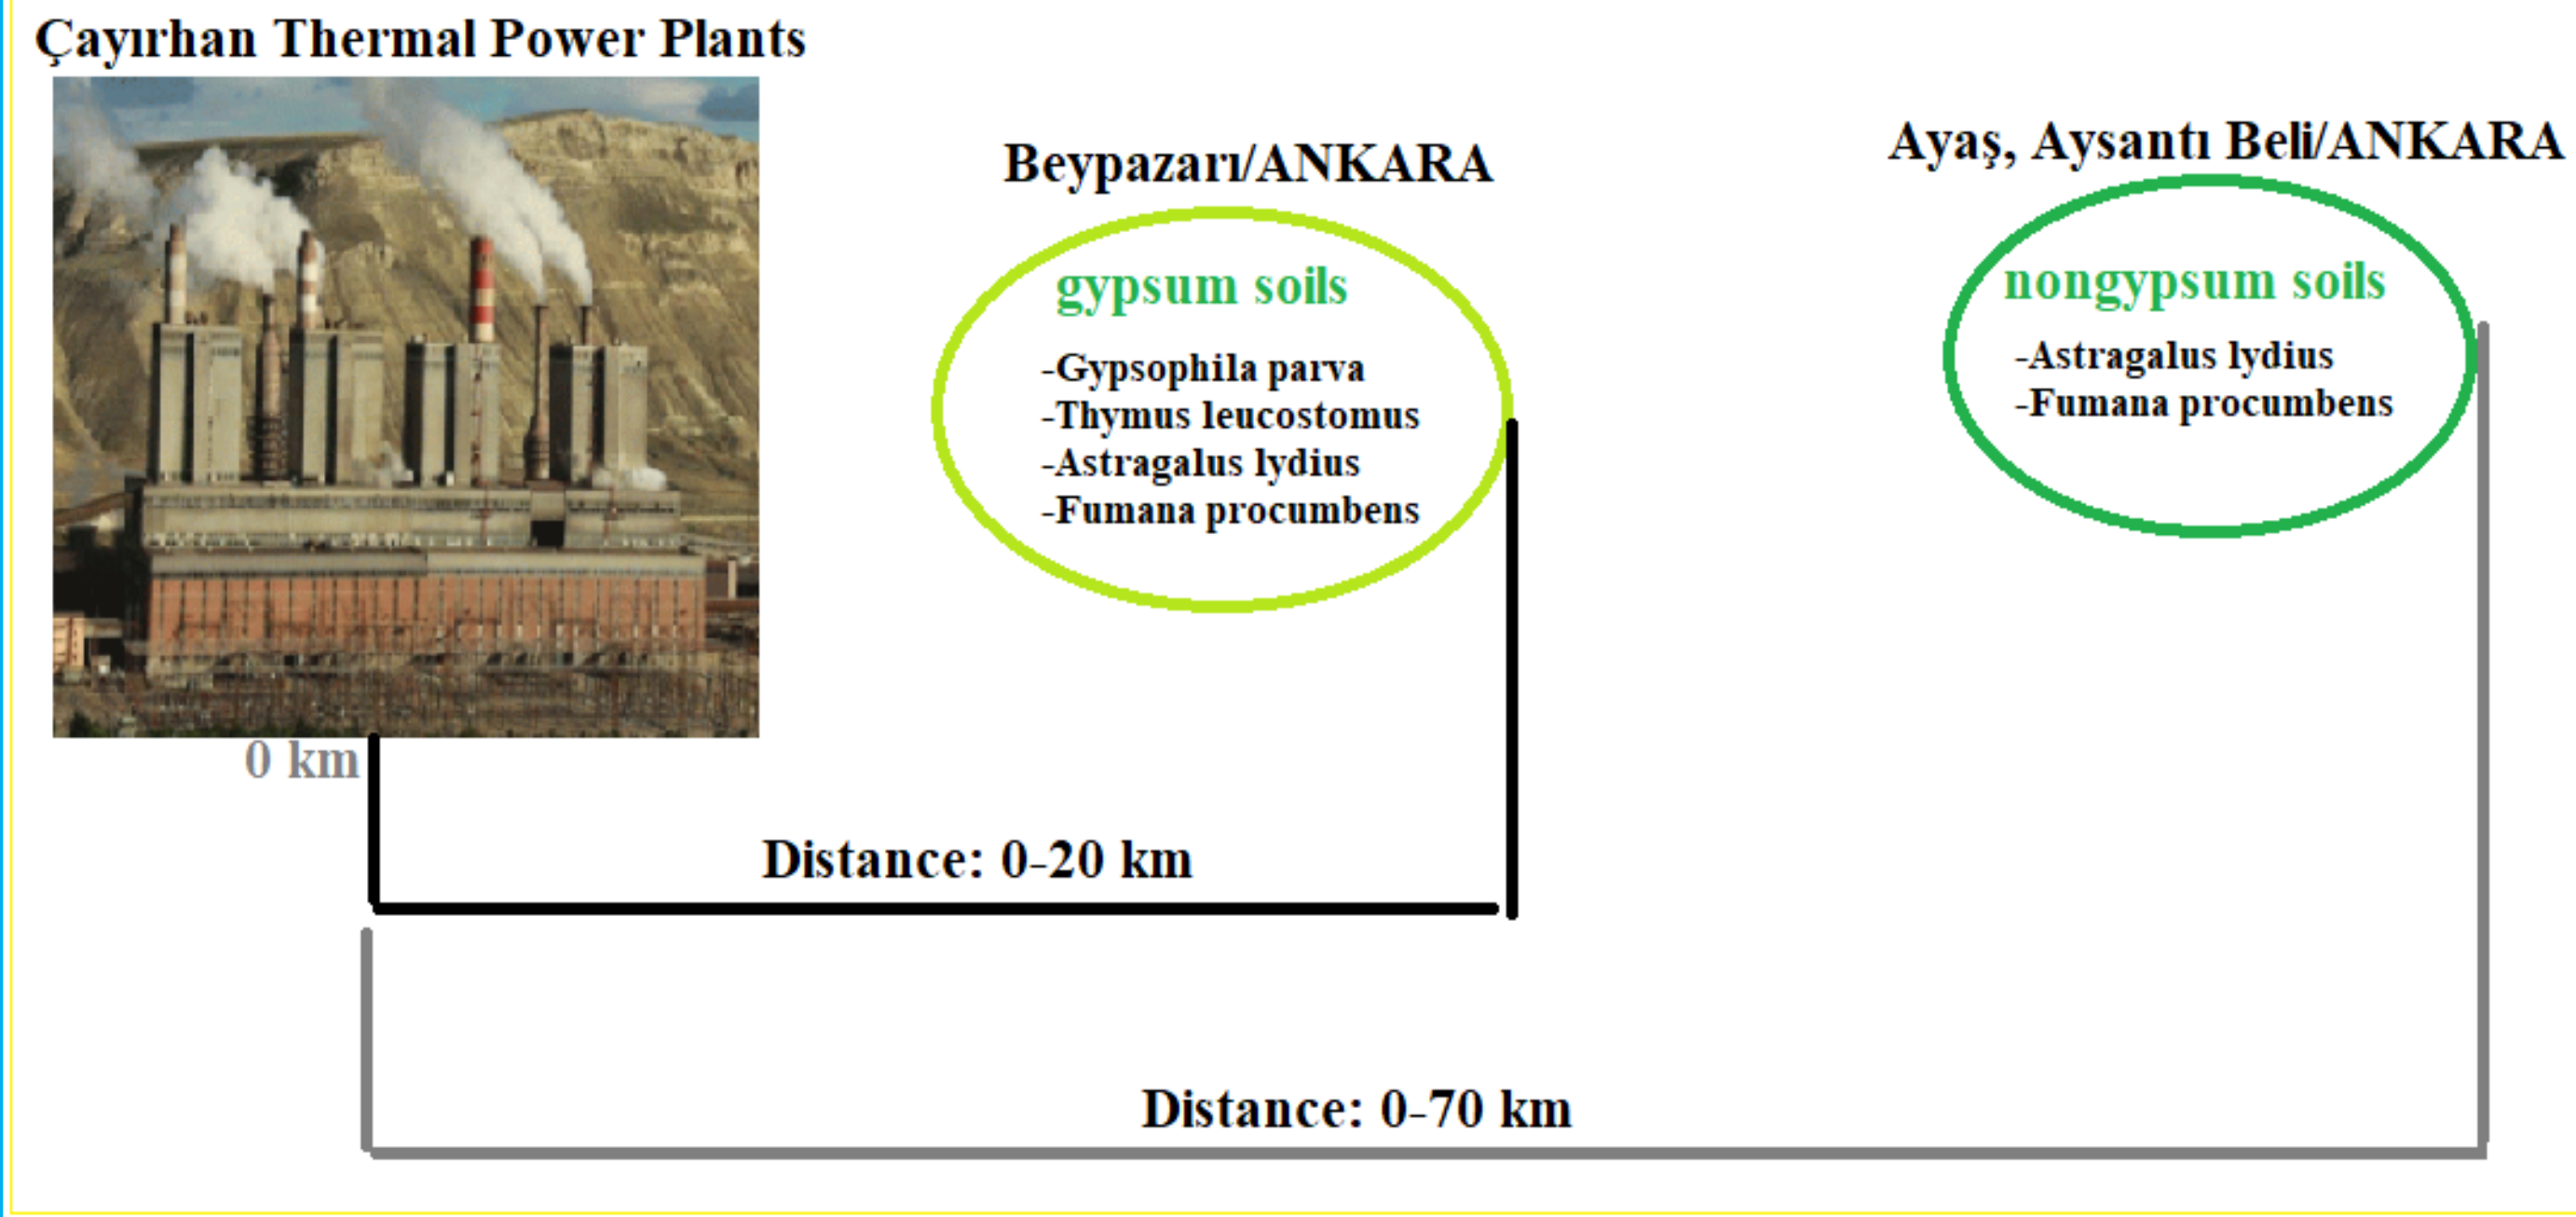 Çayırhan Thermal Power Plants
0 km
Beypazarı/ANKARA
gypsum soils
-Gypsophila parva
-Thymus leucostomus
-Astragalus lydius
-Fumana procumbens
Ayaş, Aysantı Beli/ANKARA
nongypsum soils
-Astragalus lydius
-Fumana procumbens
Distance: 0-20 km
Distance: 0-70 km